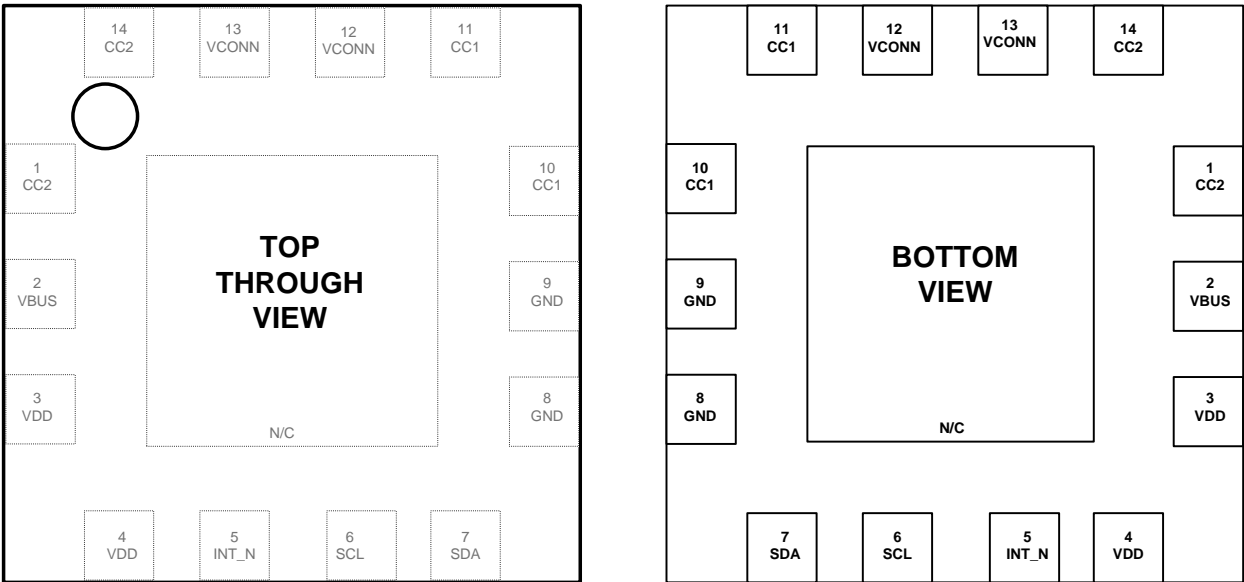 14
CC2
13
VCONN
12
VCONN
11
CC1
1
CC2
10
CC1
2
VBUS
TOP
THROUGH
VIEW
9
GND
3
VDD
8
GND
N/C
4
VDD
5
INT_N
6
SCL
7
SDA
11
CC1
12
VCONN
13
VCONN
14
CC2
10
CC1
1
CC2
9
GND
BOTTOM
VIEW
2
VBUS
8
GND
3
VDD
N/C
7
SDA
6
SCL
5
INT_N
4
VDD